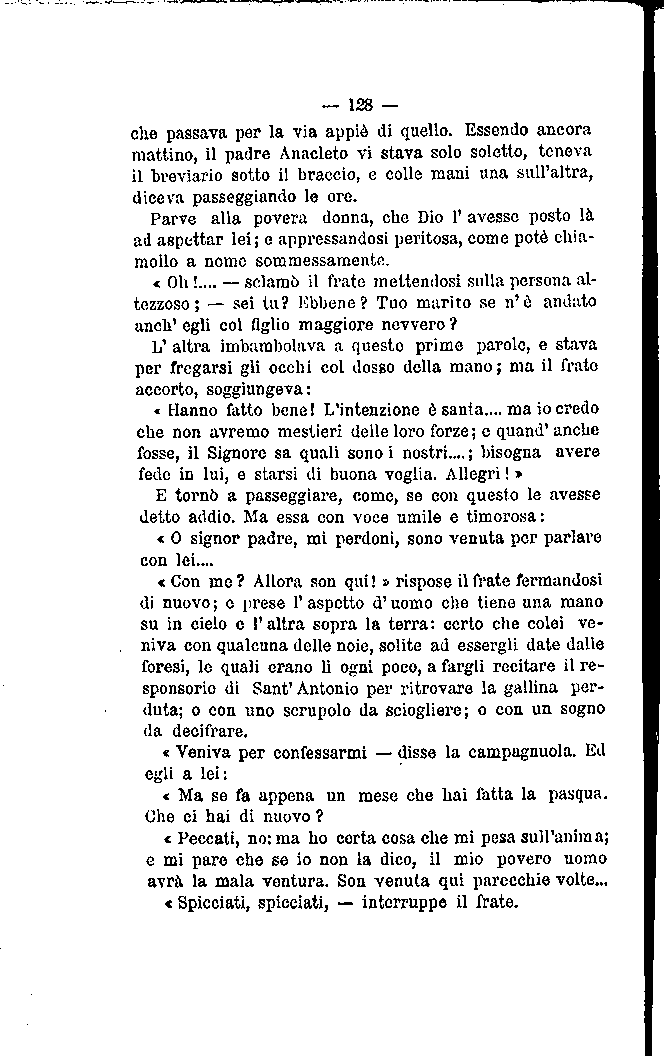 — 128 —
che passava per la via appiè di quello. Essendo ancora
mattino, il padre Anacleto vi stava solo soletto, teneva
il breviario sotto il braccio, e colle mani una sull'altra,
diceva passeggiando le ore.
Parve alla povera donna, che Dio l'avesse posto là
ad aspettar lei; e appressandosi peritosa, come potè chia-
mollo a nome sommessamente.
« Oh!.... — sclamò il frate mettendosi sulla persona al-
tezzoso; — sei tu? Ebbene? Tuo marito se n'è andato
anch'egli col figlio maggiore nevvero?
L'altra imbambolava a queste prime parole, e stava
per fregarsi gli occhi col dosso della mano; ma il frate
accorto, soggiungeva:
« Hanno fatto bene! L'intenzione è santa.... ma io credo
che non avremo mestieri delle loro forze; e quand'anche
fosse, il Signore sa quali sono i nostri....; bisogna avere
fede in lui, e starsi di buona voglia. Allegri! »
E tornò a passeggiare, come, se con questo le avesse
detto addio. Ma essa con voce umile e timorosa:
« O signor padre, mi perdoni, sono venuta per parlare
con lei....
« Con me? Allora son qui! » rispose il frate fermandosi
di nuovo; e prese l'aspetto d'uomo che tiene una mano
su in cielo e l'altra sopra la terra: certo che colei ve-
niva con qualcuna delle noie, solite ad essergli date dalle
foresi, le quali erano lì ogni poco, a fargli recitare il re-
sponsorio di Sant'Antonio per ritrovare la gallina per-
duta; o con uno scrupolo da sciogliere; o con un sogno
da decifrare.
« Veniva per confessarmi — disse la campagnuola. Ed
egli a lei:
« Ma se fa appena un mese che hai fatta la pasqua.
Che ci hai di nuovo?
« Peccati, no: ma ho certa cosa che mi pesa sull'anima;
e mi pare che se io non la dico, il mio povero uomo
avrà la mala ventura. Son venuta qui parecchie volte...
« Spicciati, spicciati, — interruppe il frate.